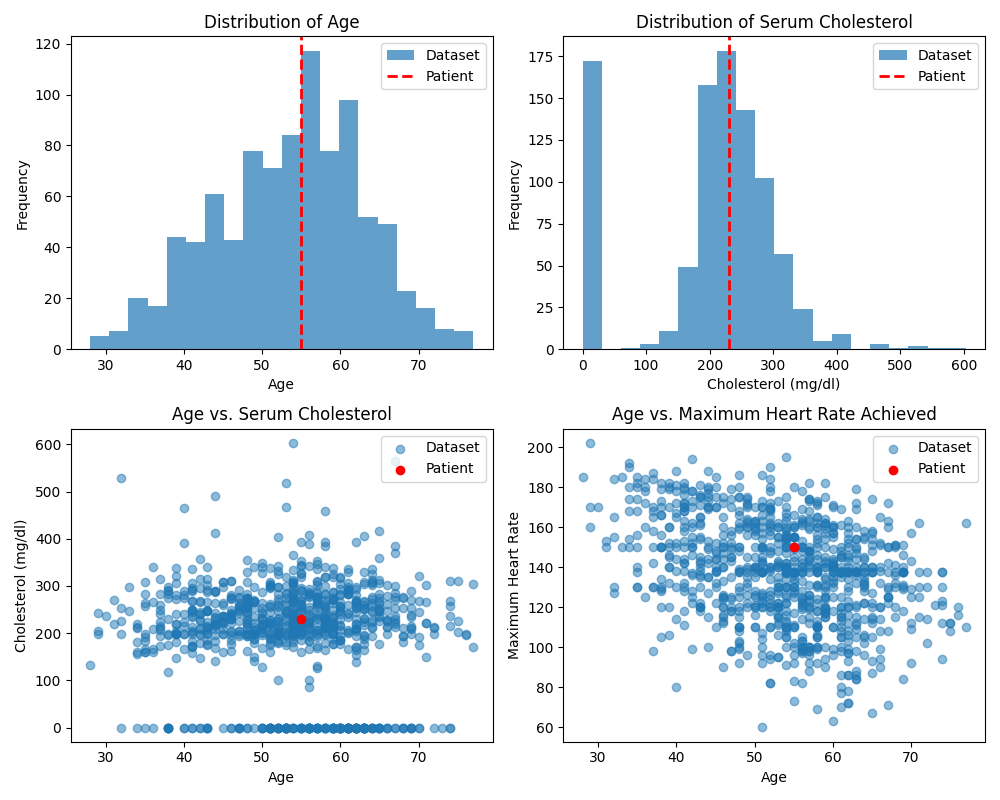 Distribution of Age
Frequency
120
100
80
60
40
20
0
Dataset
Patient
30 40 50 60 70
Age
Distribution of Serum Cholesterol
Frequency
175
150
125
100
75
50
25
0
Dataset
Patient
0 100 200 300 400 500 600
Cholesterol (mg/dl)
Age vs. Serum Cholesterol
Cholesterol (mg/dl)
600
500
400
300
200
100
0
Dataset
Patient
30 40 50 60 70
Age
Age vs. Maximum Heart Rate Achieved
Maximum Heart Rate
200
180
160
140
120
100
80
60
Dataset
Patient
30 40 50 60 70
Age